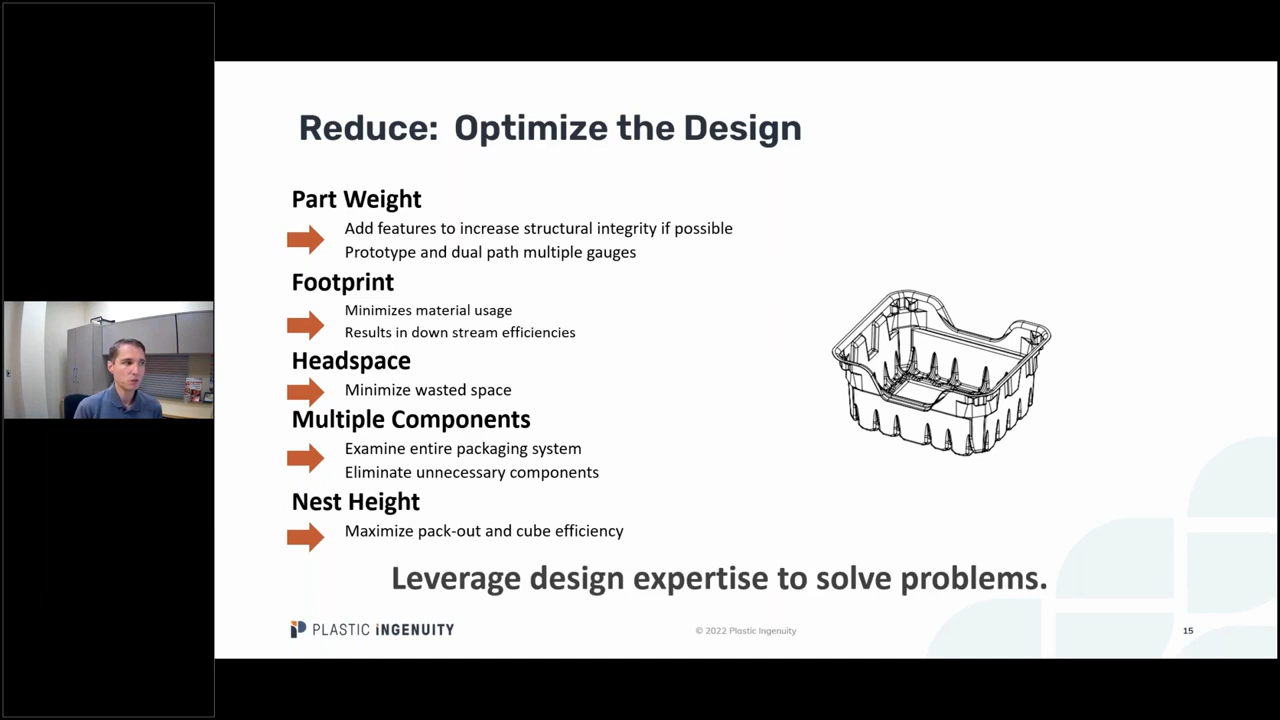 Reduce: Optimize the Design
Part Weight
Add features to increase structural integrity if possible
Prototype and dual path multiple gauges
Footprint
Minimizes material usage
Results in down stream efficiencies
Headspace
Minimize wasted space
Multiple Components
Examine entire packaging system
Eliminate unnecessary components
Nest Height
Maximize pack-out and cube efficiency
Leverage design expertise to solve problems.
PLASTIC iNGENUITY
© 2022 Plastic Ingenuity
15